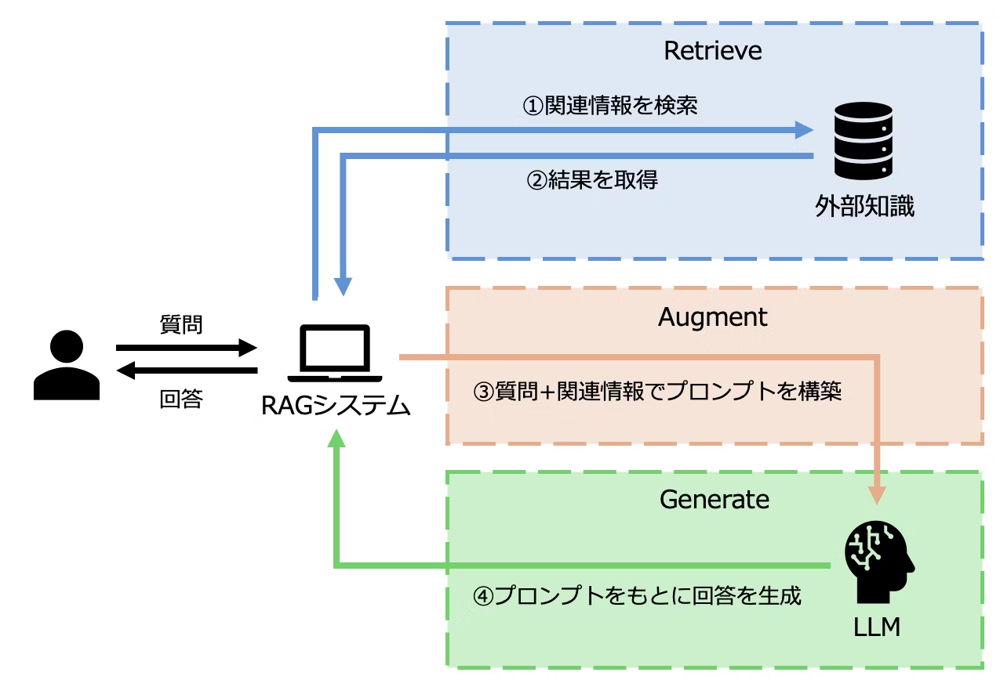 Retrieve
①関連情報を検索
②結果を取得
外部知識
質問
回答
RAGシステム
Augment
③質問+関連情報でプロンプトを構築
Generate
④プロンプトをもとに回答を生成
LLM